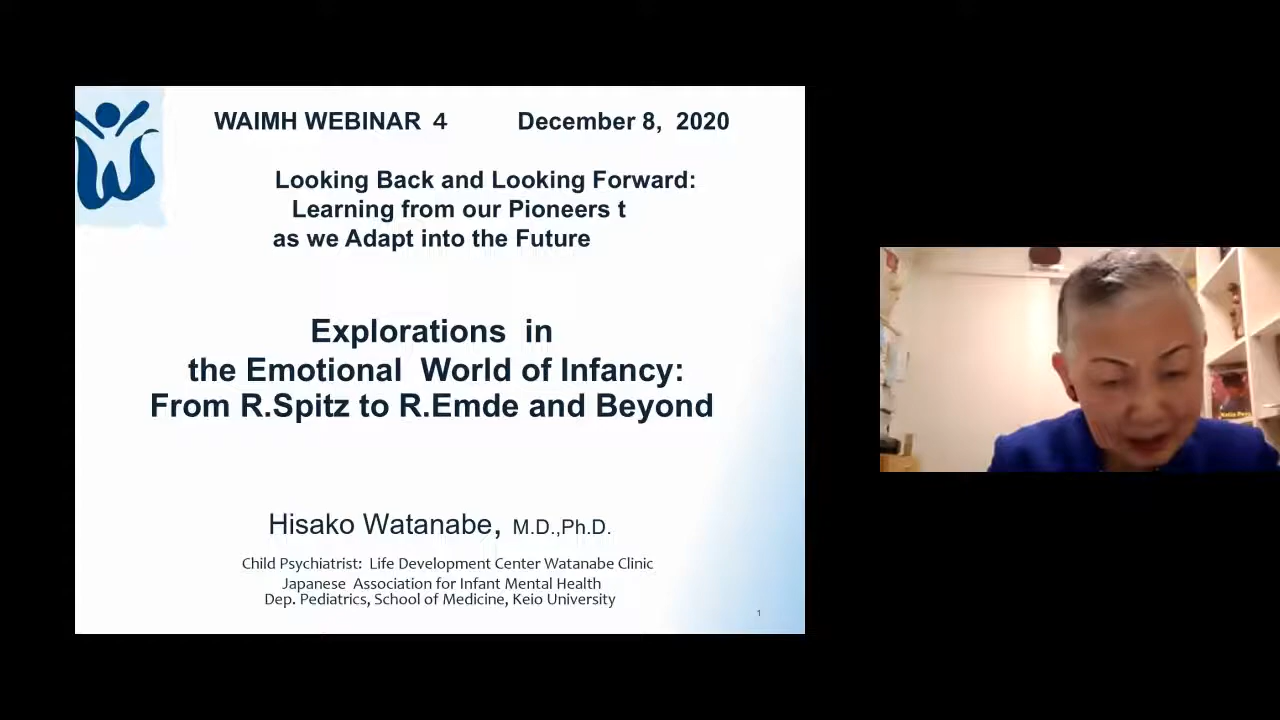 WAIMH WEBINAR 4 December 8, 2020
Looking Back and Looking Forward:
Learning from our Pioneers t
as we Adapt into the Future
Explorations in
the Emotional World of Infancy:
From R.Spitz to R.Emde and Beyond
Hisako Watanabe, M.D.,Ph.D.
Child Psychiatrist: Life Development Center Watanabe Clinic
Japanese Association for Infant Mental Health
Dep. Pediatrics, School of Medicine, Keio University
1